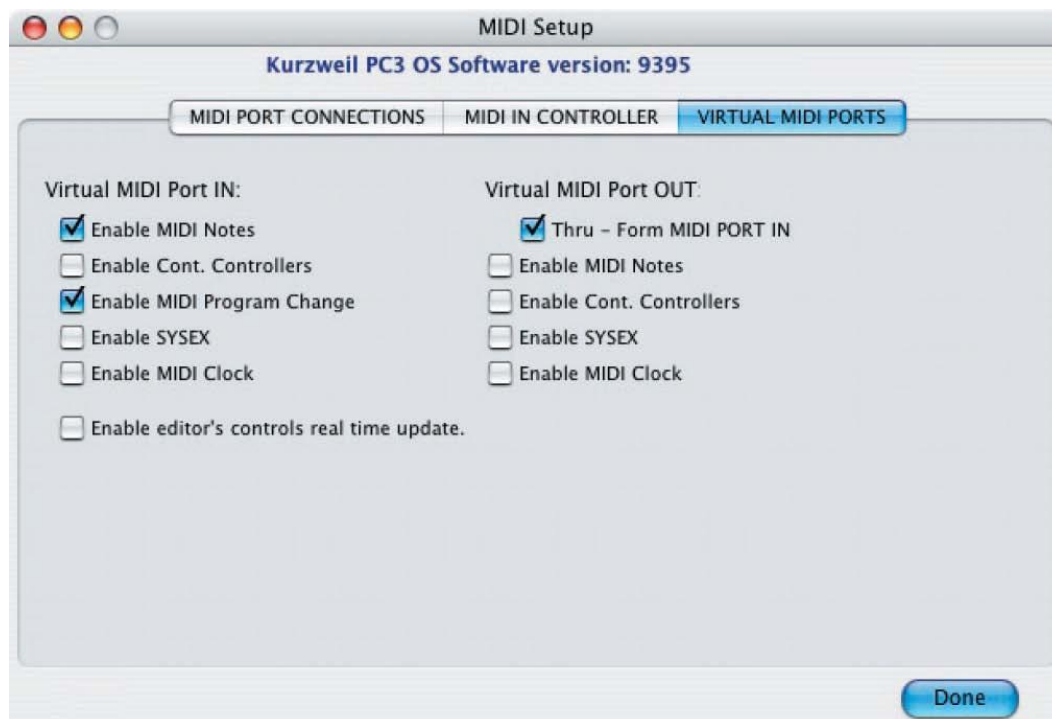 MIDI Setup
Kurzweil PC3 OS Software version: 9395
MIDI PORT CONNECTIONS MIDI IN CONTROLLER VIRTUAL MIDI PORTS
Virtual MIDI Port IN:
Enable MIDI Notes
Enable Cont. Controllers
Enable MIDI Program Change
Enable SYSEX
Enable MIDI Clock
Enable editor's controls real time update.
Virtual MIDI Port OUT:
Thru - Form MIDI PORT IN
Enable MIDI Notes
Enable Cont. Controllers
Enable SYSEX
Enable MIDI Clock
Done